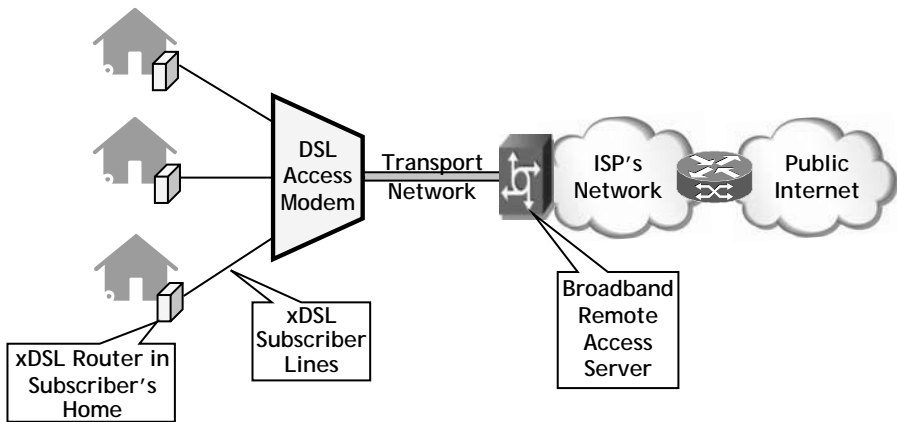 DSL
Access
Modem
Transport
Network
ISP's
Network
Public
Internet
xDSL Router in
Subscriber's
Home
xDSL
Subscriber
Lines
Broadband
Remote
Access
Server